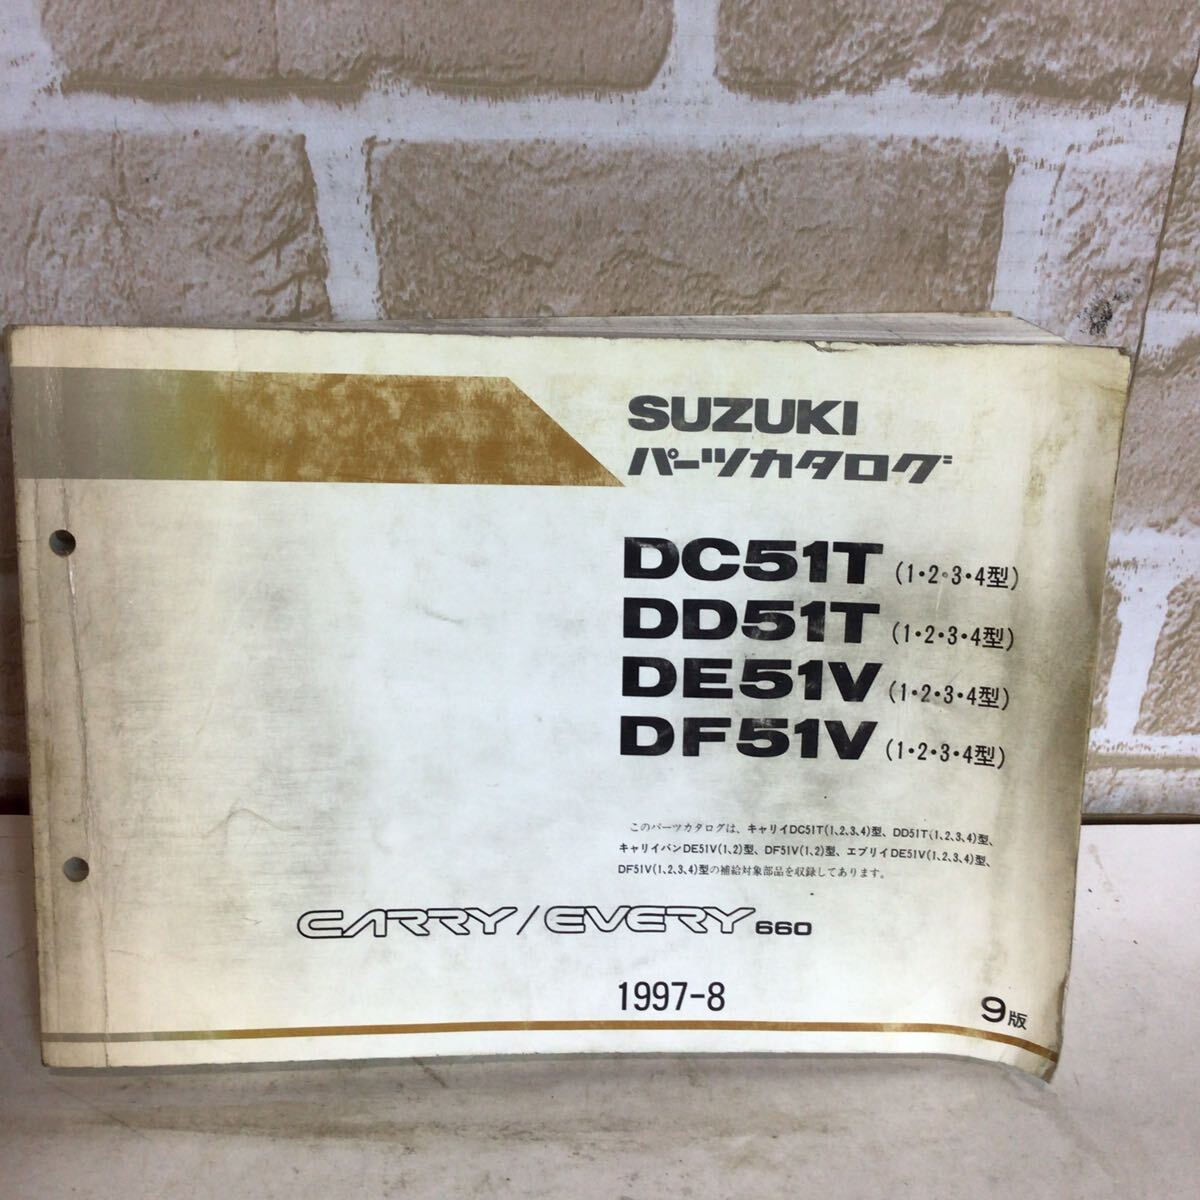 SUZUKI
パーツカタログ
DC51T (1・2・3・4型)
DD51T (1・2・3・4型)
DE51V (1・2・3・4型)
DF51V (1・2・3・4型)
このパーツカタログは、キャリイDC51T(1、2、3、4)型、DD51T(1、2、3、4)型、
キャリイバンDE51V(1、2)型、DF51V(1、2)型、エブリイDE51V(1、2、3、4)型、
DF51V(1、2、3、4)型の補給対象部品を収録してあります。
CARRY/EVERY 660
1997-8
9版